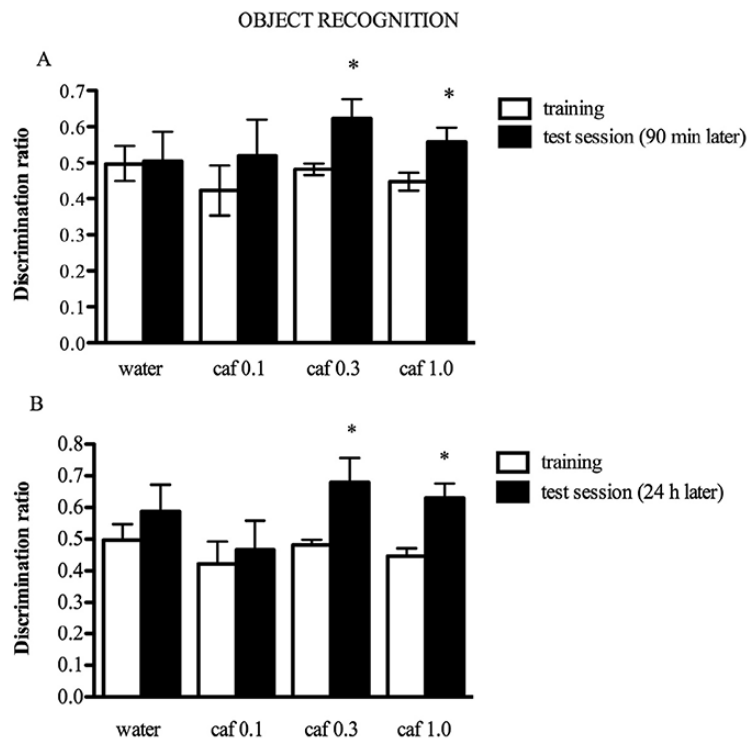 OBJECT RECOGNITION
A
* *
0.7
0.6
0.5
0.4
0.3
0.2
0.1
0.0
Discrimination ratio
water caf 0.1 caf 0.3 caf 1.0
training
test session (90 min later)
B
* *
0.8
0.7
0.6
0.5
0.4
0.3
0.2
0.1
0.0
Discrimination ratio
water caf 0.1 caf 0.3 caf 1.0
training
test session (24 h later)